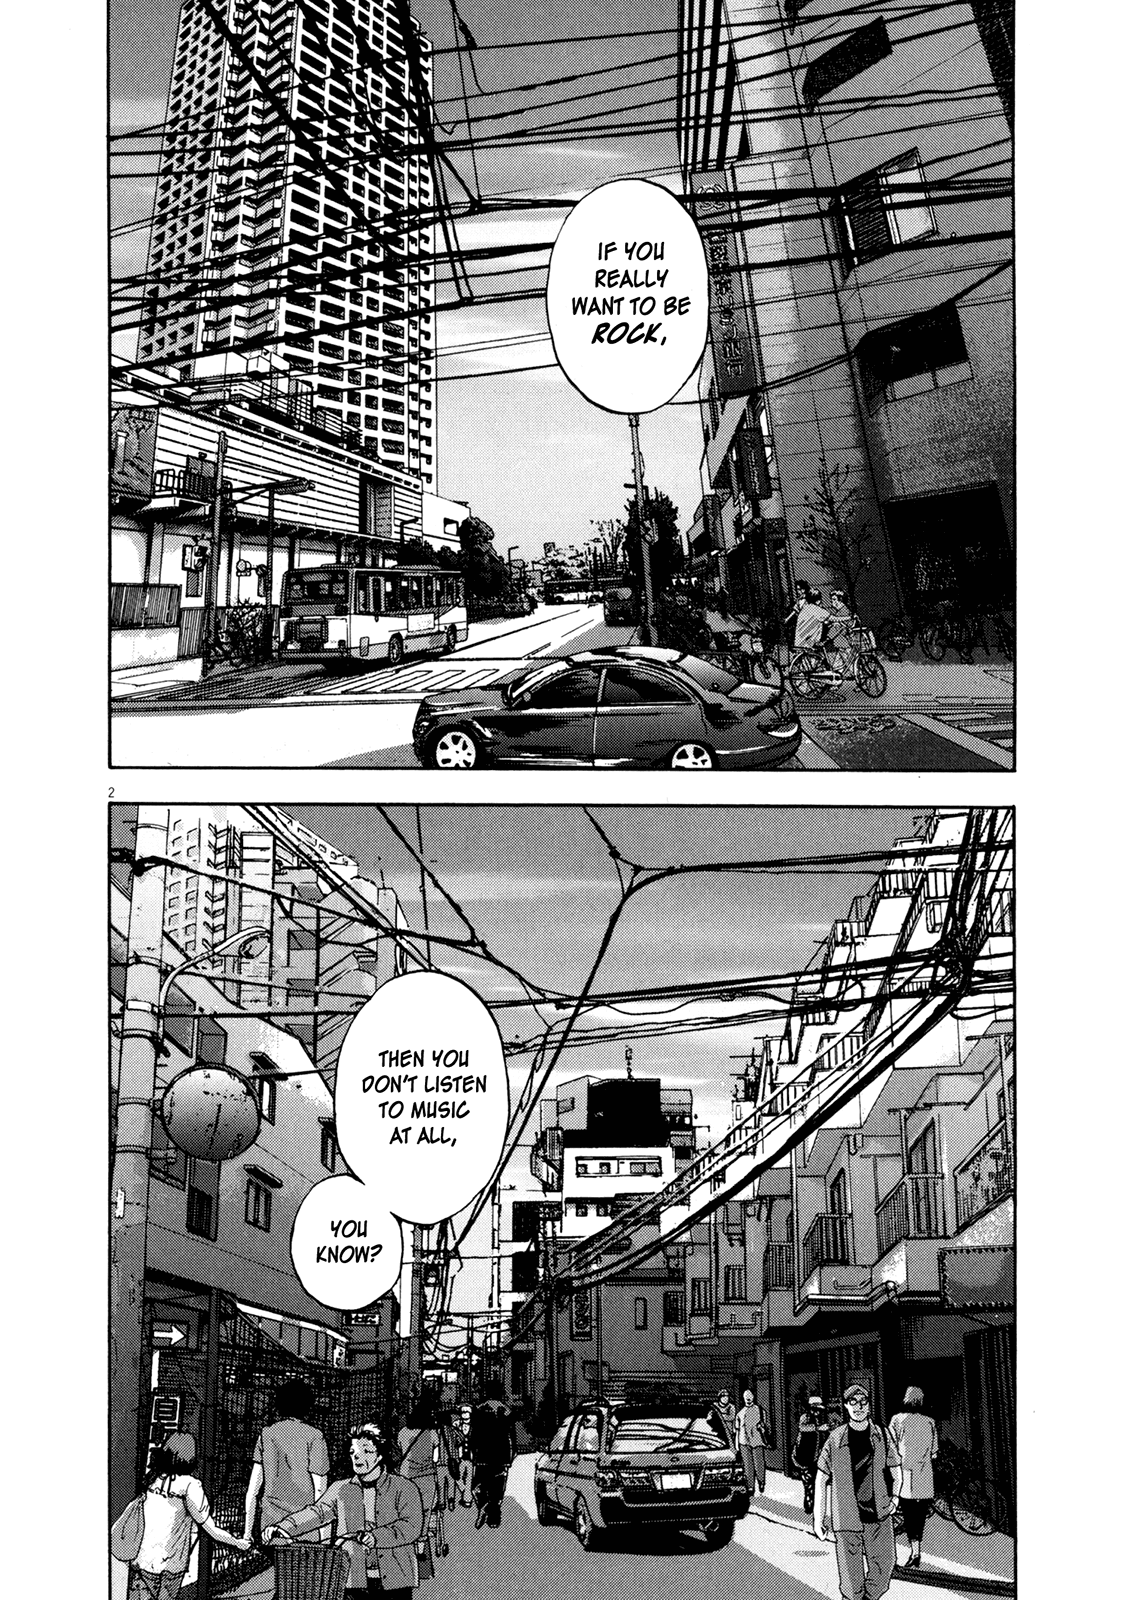 IF YOU
REALLY
WANT TO BE
ROCK,
2
THEN YOU
DON'T LISTEN
TO MUSIC
AT ALL,
YOU
KNOW?